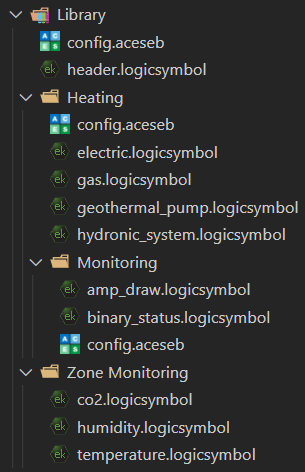 Library
config.aceseb
header.logicsymbol
Heating
config.aceseb
electric.logicsymbol
gas.logicsymbol
geothermal_pump.logicsymbol
hydronic_system.logicsymbol
Monitoring
amp_draw.logicsymbol
binary_status.logicsymbol
config.aceseb
Zone Monitoring
co2.logicsymbol
humidity.logicsymbol
temperature.logicsymbol